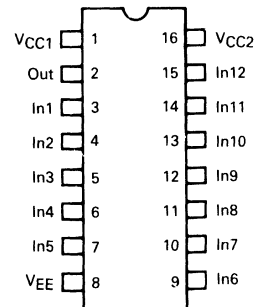 VCC1 1 16 VCC2
Out 2 15 In12
In1 3 14 In11
In2 4 13 In10
In3 5 12 In9
In4 6 11 In8
In5 7 10 In7
VEE 8 9 In6